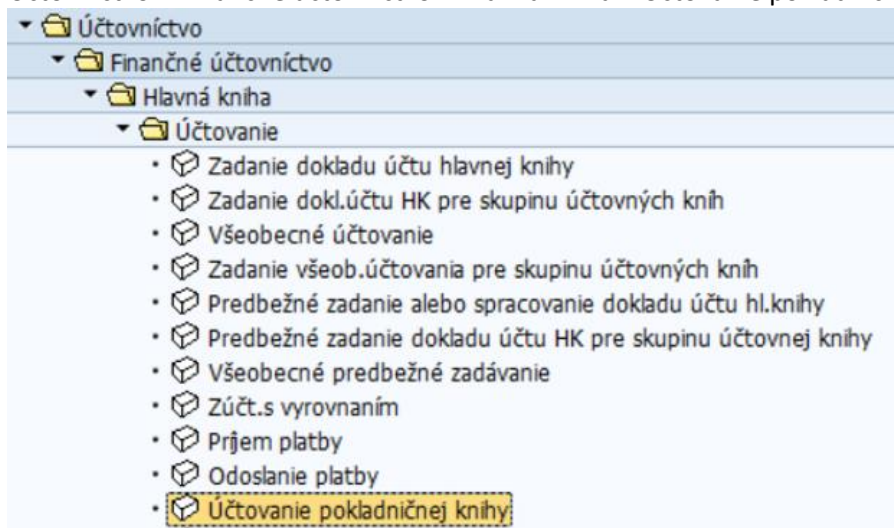 Účtovníctvo
Finančné účtovníctvo
Hlavná kniha
Účtovanie
Zadanie dokladu účtu hlavnej knihy
Zadanie dokl.účtu HK pre skupinu účtovných kníh
Všeobecné účtovanie
Zadanie všeob.účtovania pre skupinu účtovných kníh
Predbežné zadanie alebo spracovanie dokladu účtu hl.knihy
Predbežné zadanie dokladu účtu HK pre skupinu účtovnej knihy
Všeobecné predbežné zadávanie
Zúčt.s vyrovnaním
Príjem platby
Odoslanie platby
Účtovanie pokladničnej knihy